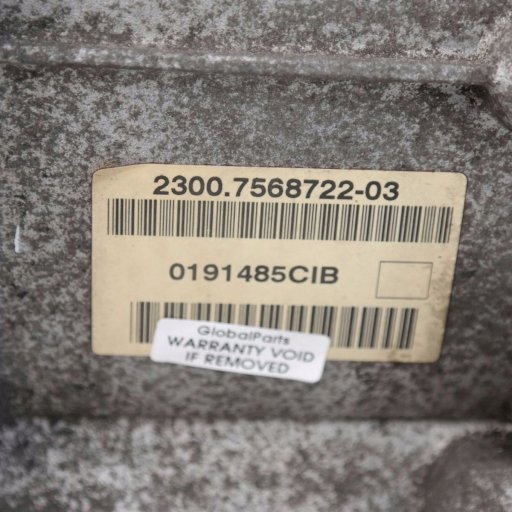 2300.7568722-03
0191485CIB
GlobalParts
WARRANTY VOID
IF REMOVED